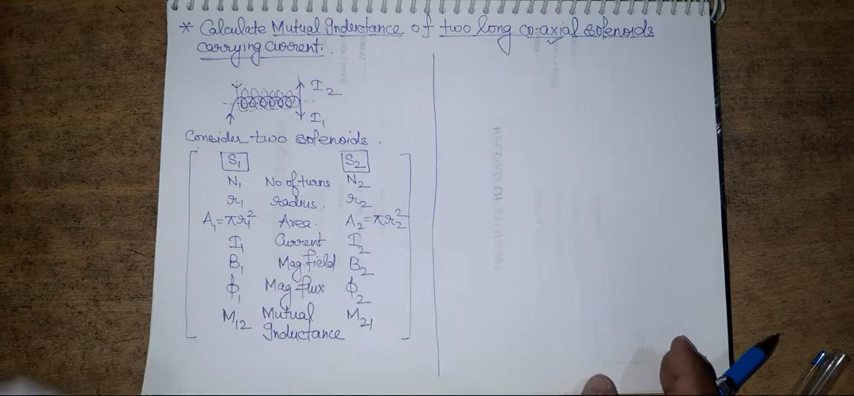 * Calculate Mutual Inductance of two long co-axial solenoids
carrying current.
I₂
I₁
Consider two solenoids.
S₁ S₂
N₁ No of turns N₂
r₁ radius. r₂
A₁=πr₁² Area. A₂=πr₂²
I₁ Current I₂
B₁ Mag field B₂
ϕ₁ Mag flux ϕ₂
M₁₂ Mutual M₂₁
Inductance